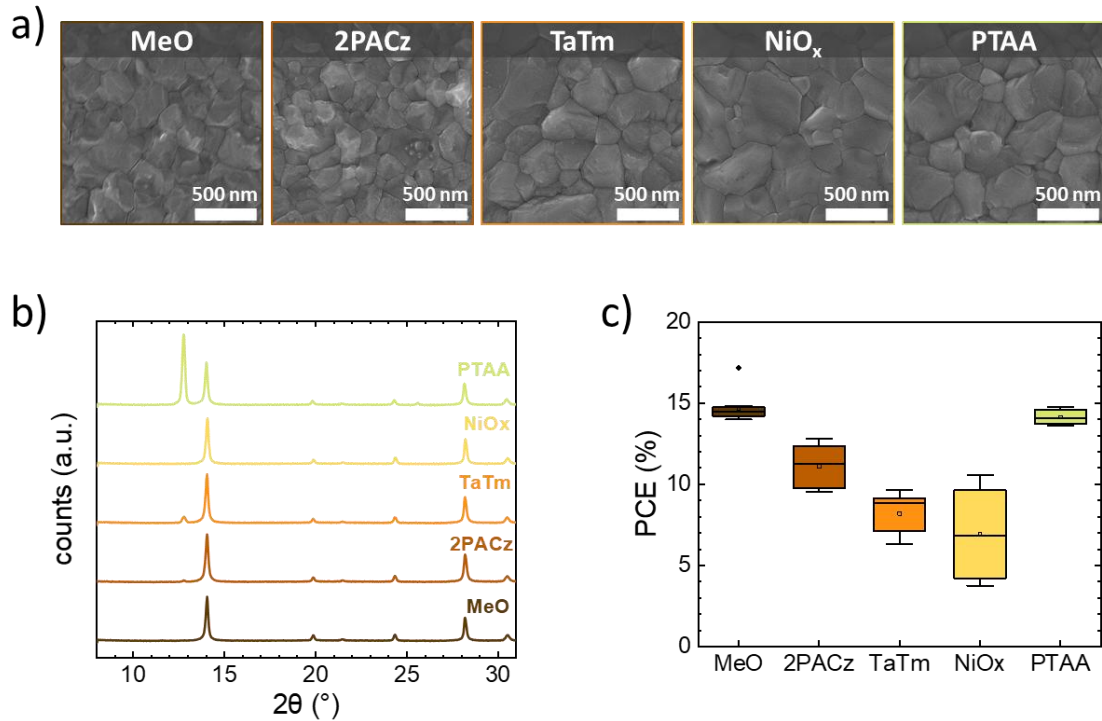 a)
MeO
2PACz
TaTm
NiOx
PTAA
500 nm
500 nm
500 nm
500 nm
500 nm
b)
counts (a.u.)
PTAA
NiOx
TaTm
2PACz
MeO
10
15
20
25
30
2θ (°)
c)
PCE (%)
20
15
10
5
0
MeO
2PACz
TaTm
NiOx
PTAA